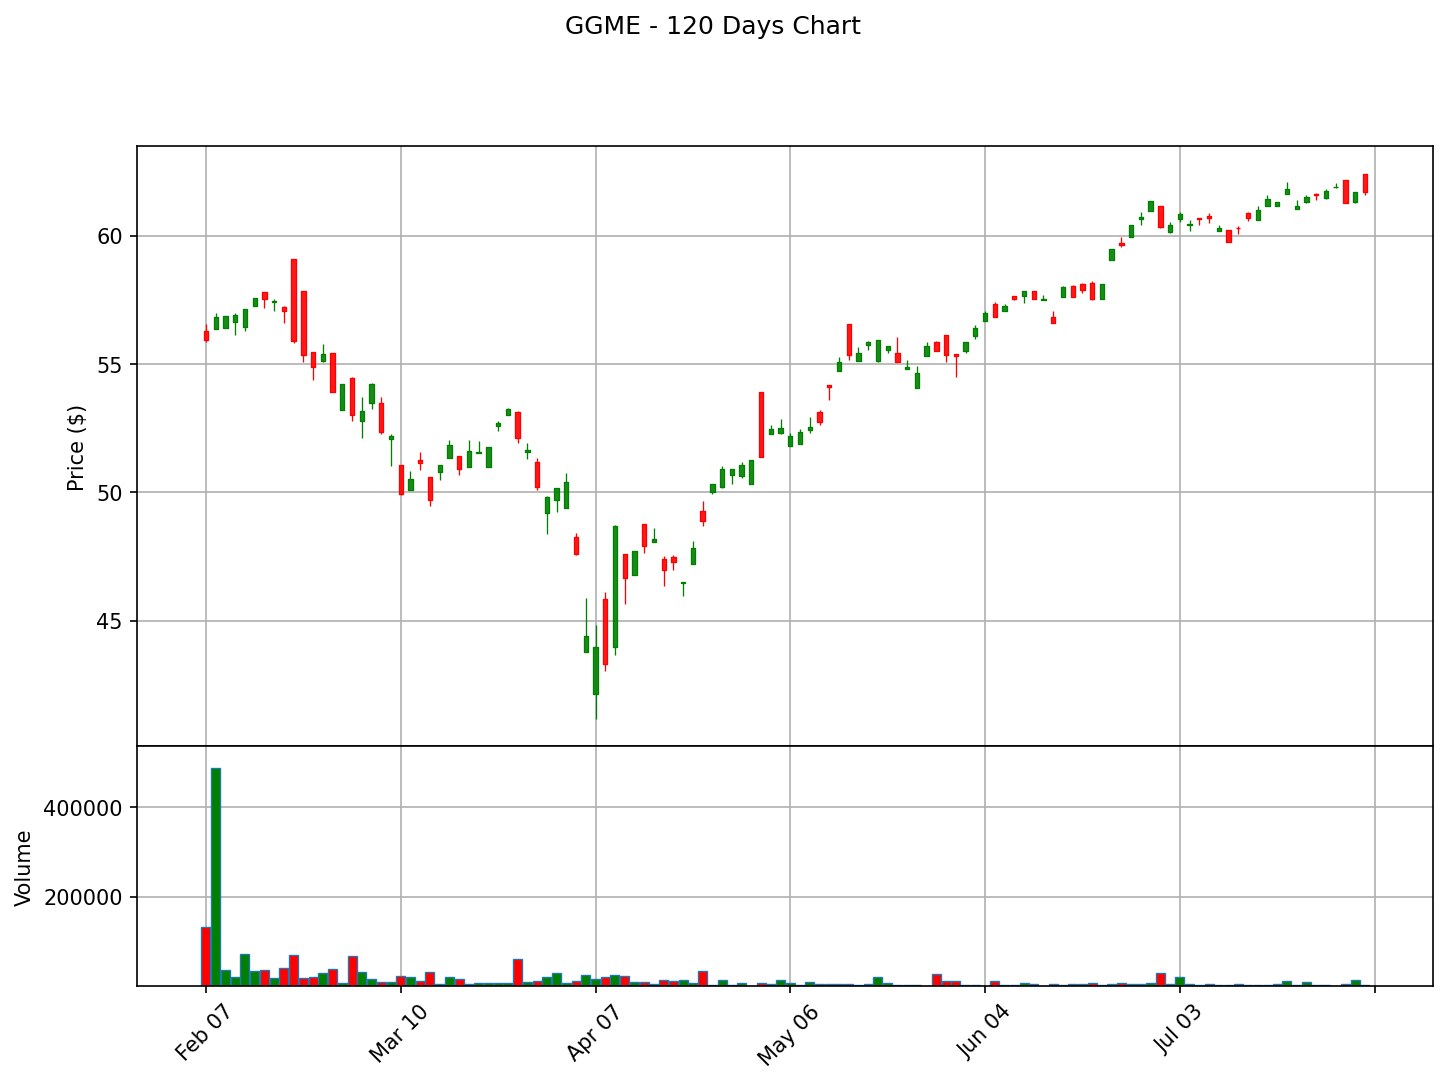 GGME - 120 Days Chart
Price ($)
60
55
50
45
Volume
400000
200000
Feb 07
Mar 10
Apr 07
May 06
Jun 04
Jul 03